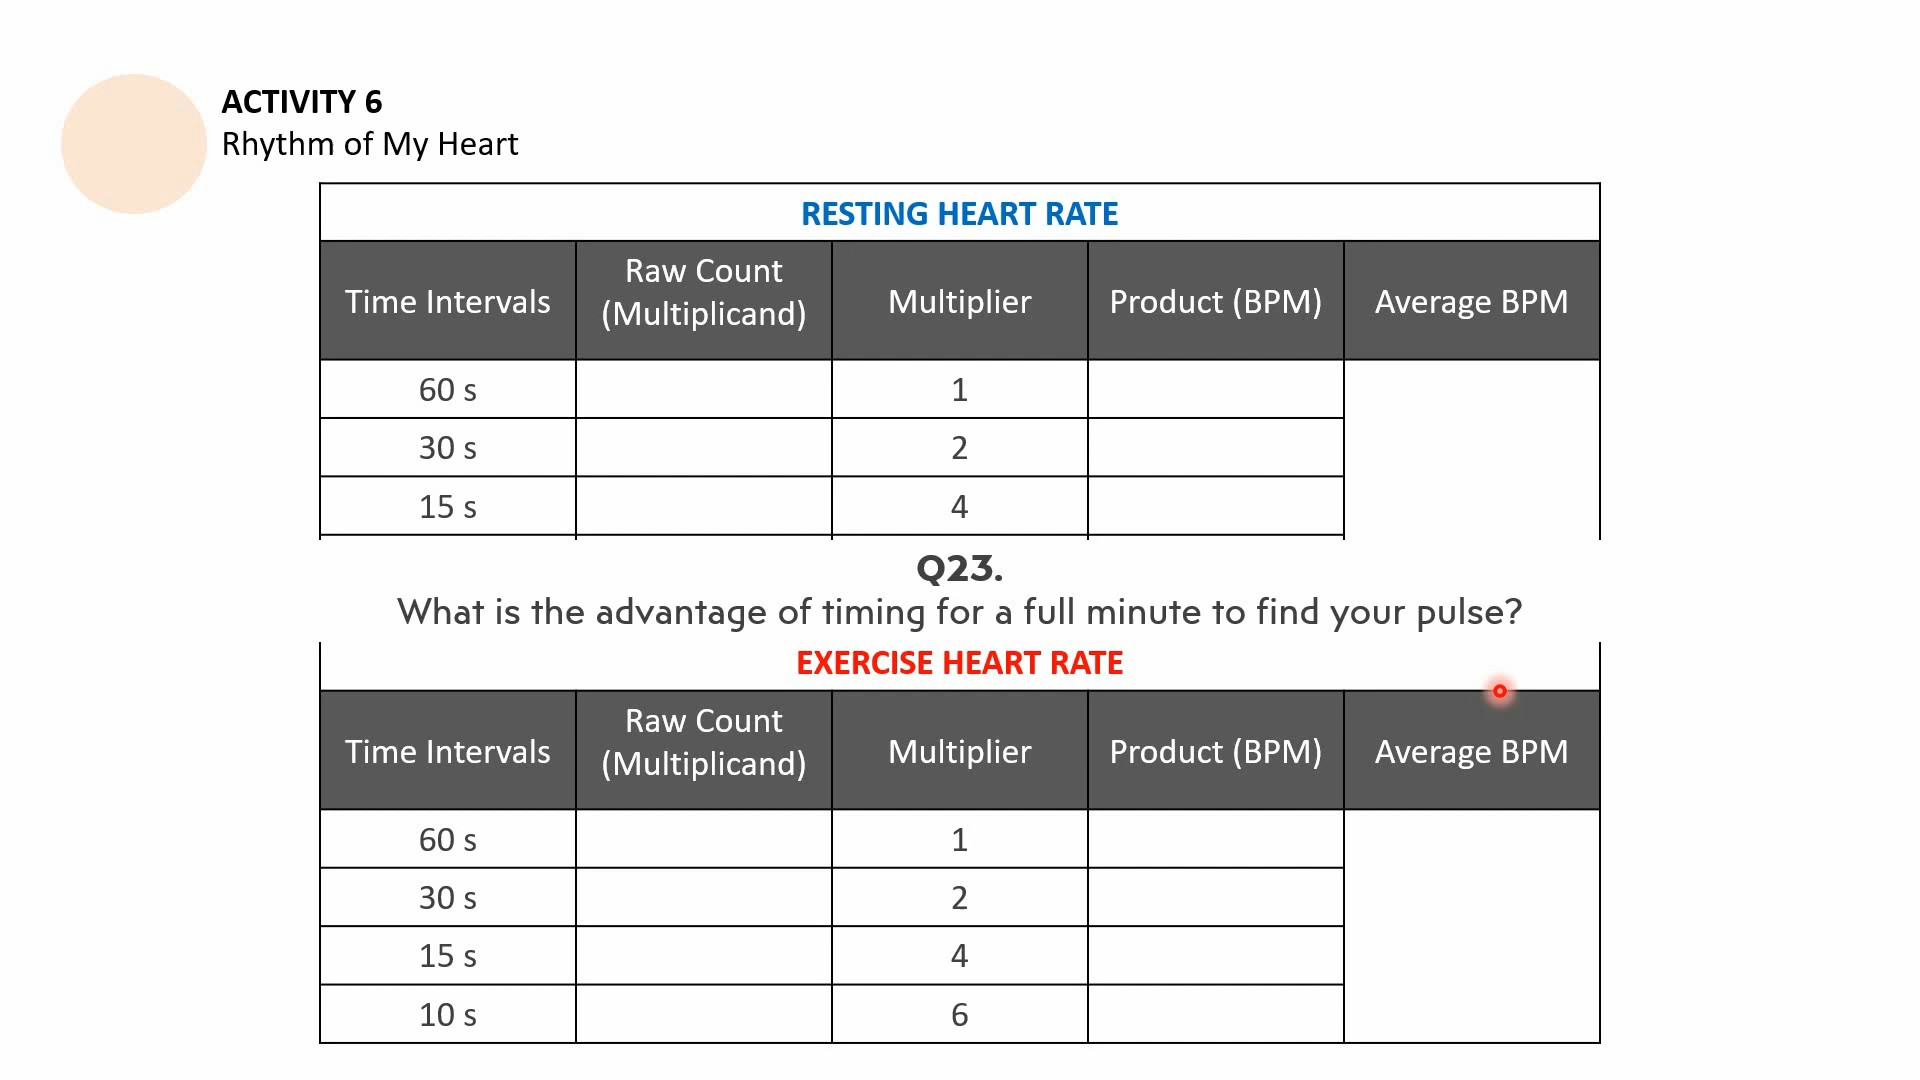 ACTIVITY 6
Rhythm of My Heart
RESTING HEART RATE
Time Intervals Raw Count (Multiplicand) Multiplier Product (BPM) Average BPM
60 s 1
30 s 2
15 s 4
Q23.
What is the advantage of timing for a full minute to find your pulse?
EXERCISE HEART RATE
Time Intervals Raw Count (Multiplicand) Multiplier Product (BPM) Average BPM
60 s 1
30 s 2
15 s 4
10 s 6